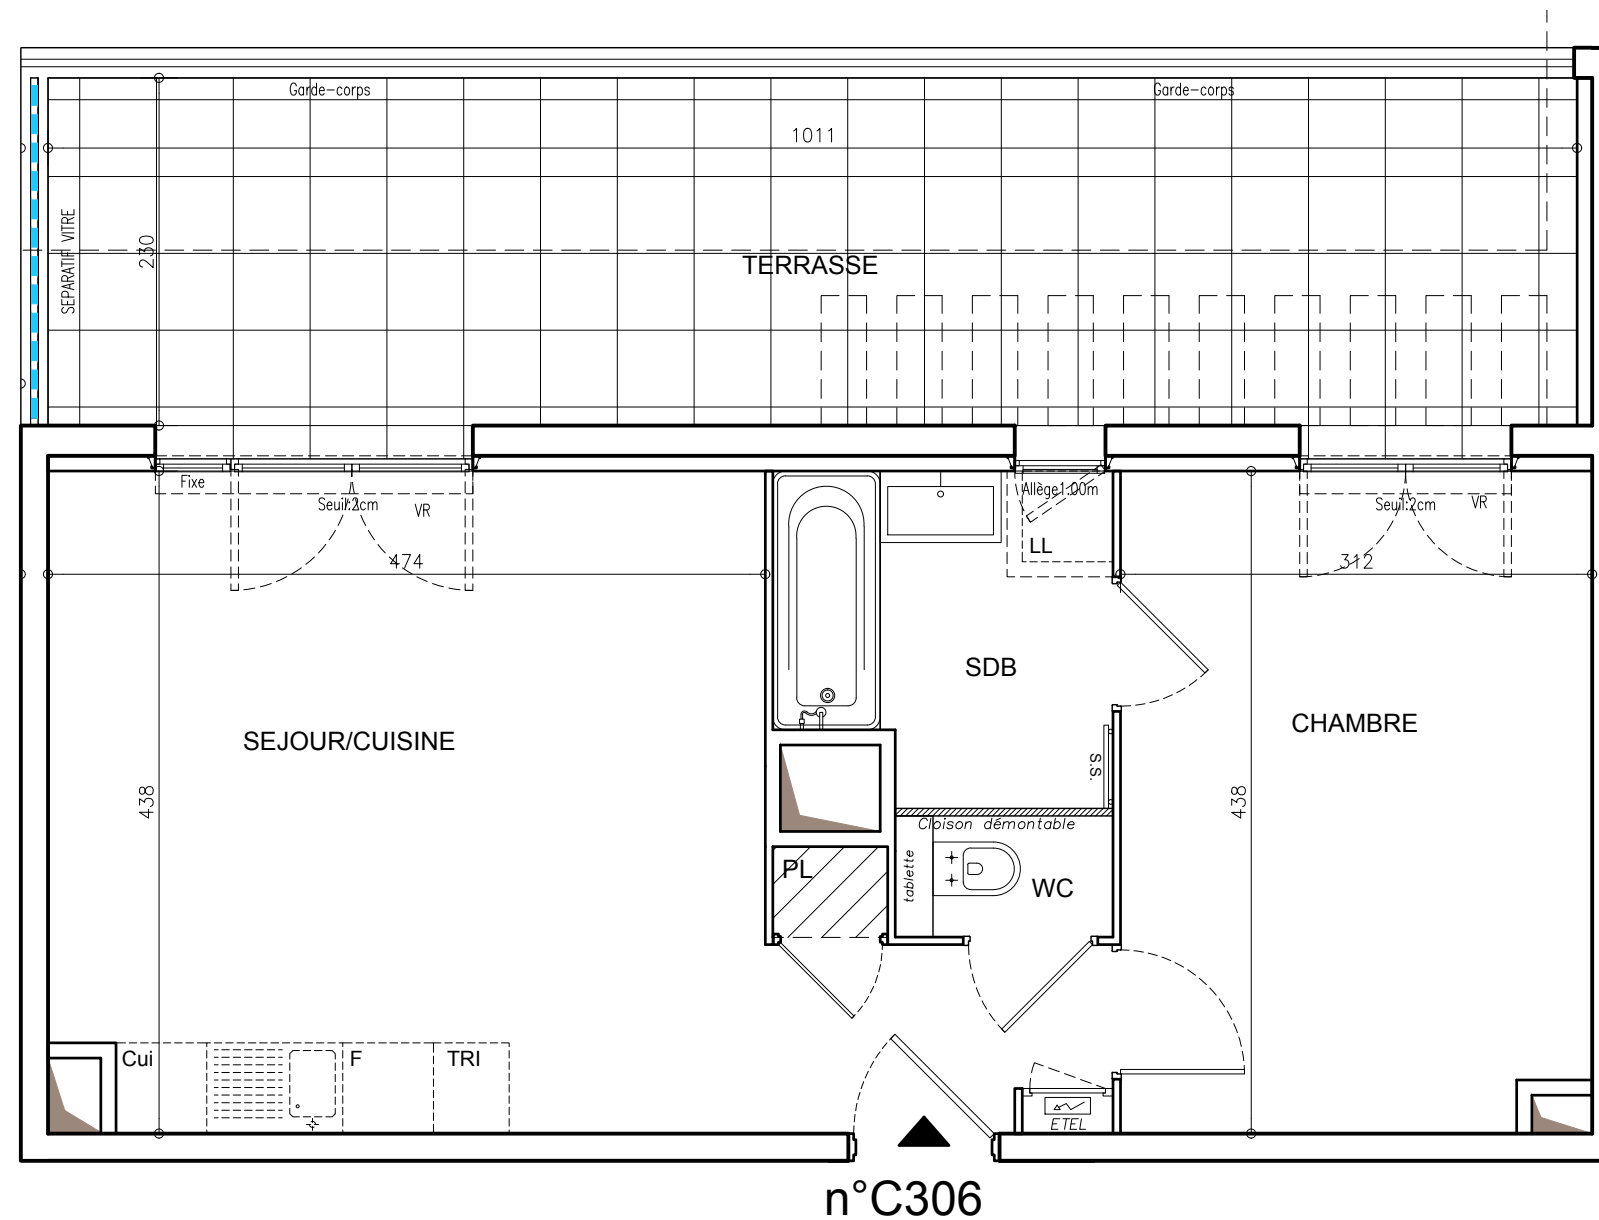 Garde-corps
Garde-corps
1011
SEPARATIF VITRE
230
TERRASSE
Fixe
Seuil:2cm
VR
Allège1.00m
Seuil:2cm
VR
LL
474
312
SDB
CHAMBRE
SEJOUR/CUISINE
S.S.
438
438
Cloison démontable
tablette
PL
WC
Cui
F
TRI
ETEL
n°C306